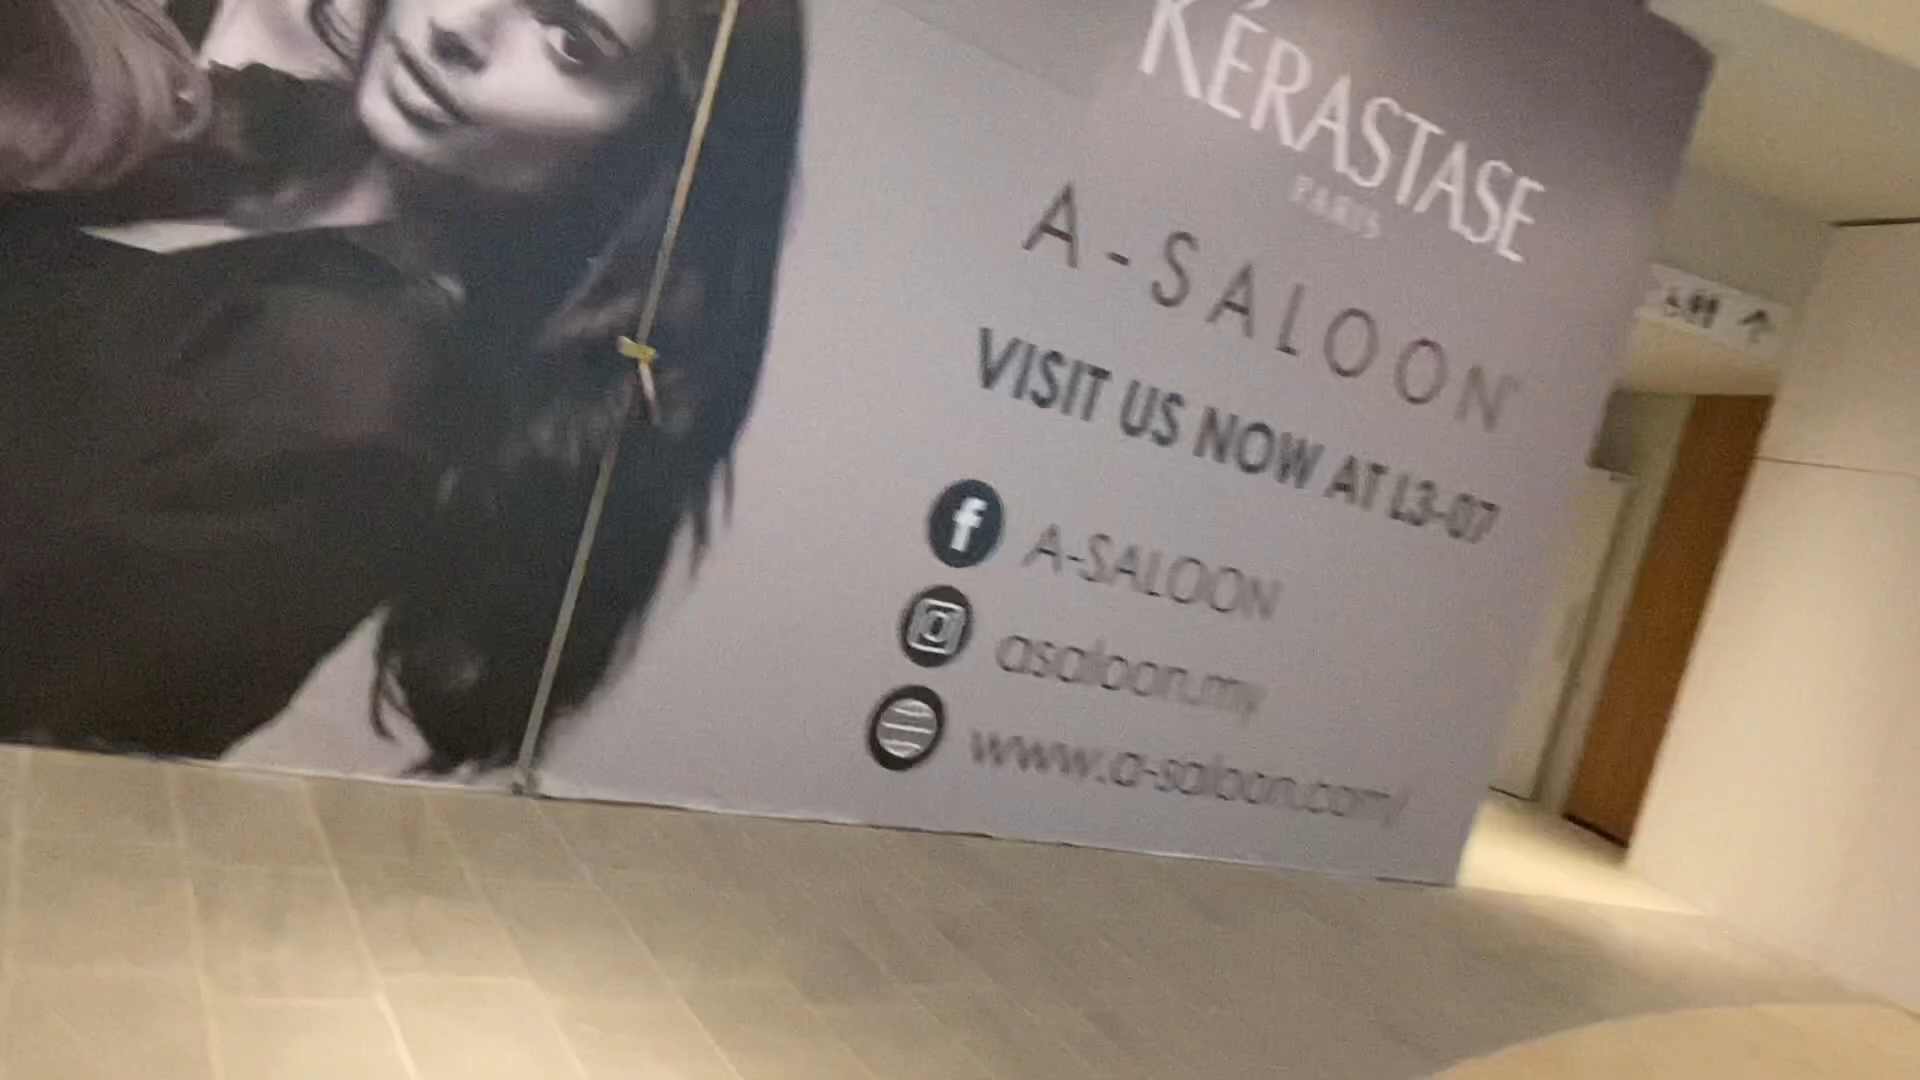 KÉRASTASE
PARIS
A-SALOON
VISIT US NOW AT L3-07
f A-SALOON
asaloon.my
www.a-saloon.com/